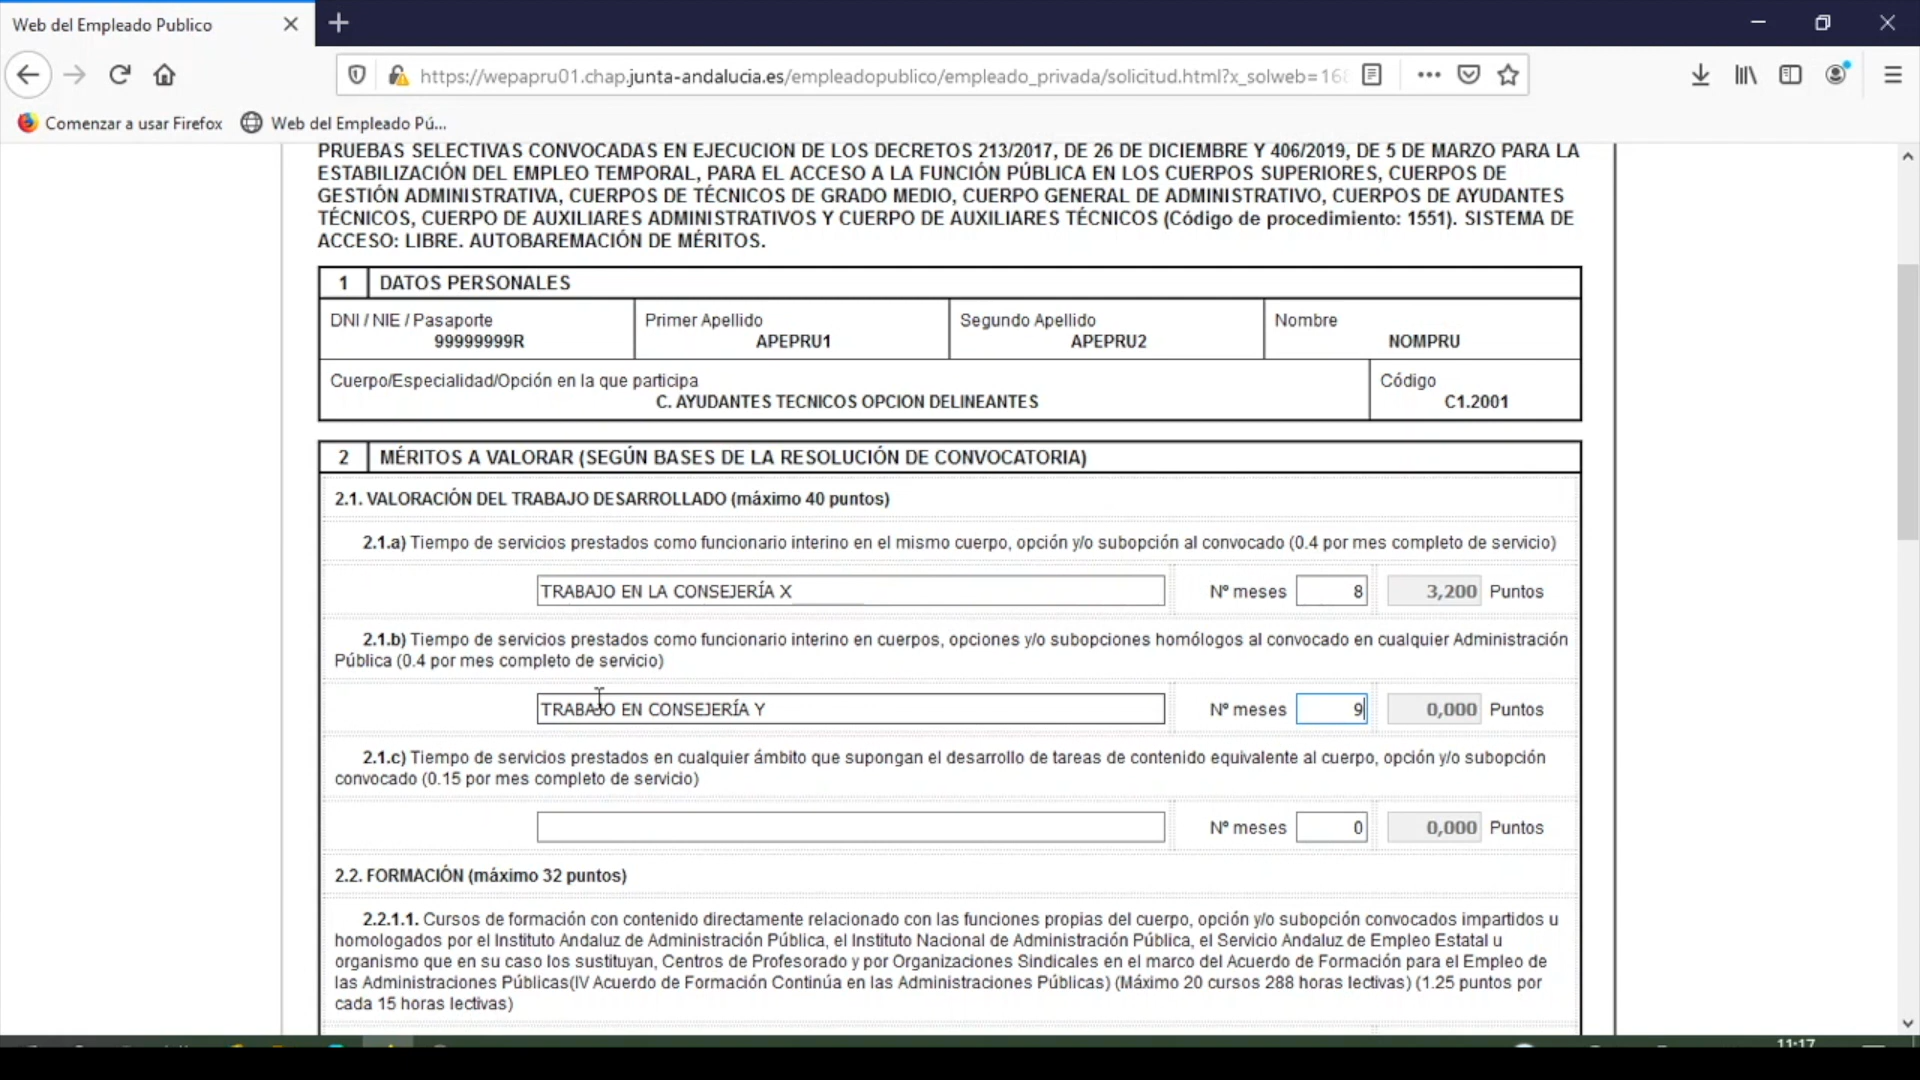 Web del Empleado Publico
https://wepapru01.chap.junta-andalucia.es/empleadopublico/empleado_privada/solicitud.html?x_solweb=168
Comenzar a usar Firefox
Web del Empleado Pú...
PRUEBAS SELECTIVAS CONVOCADAS EN EJECUCION DE LOS DECRETOS 213/2017, DE 26 DE DICIEMBRE Y 406/2019, DE 5 DE MARZO PARA LA
ESTABILIZACIÓN DEL EMPLEO TEMPORAL, PARA EL ACCESO A LA FUNCIÓN PÚBLICA EN LOS CUERPOS SUPERIORES, CUERPOS DE
GESTIÓN ADMINISTRATIVA, CUERPOS DE TÉCNICOS DE GRADO MEDIO, CUERPO GENERAL DE ADMINISTRATIVO, CUERPOS DE AYUDANTES
TÉCNICOS, CUERPO DE AUXILIARES ADMINISTRATIVOS Y CUERPO DE AUXILIARES TÉCNICOS (Código de procedimiento: 1551). SISTEMA DE
ACCESO: LIBRE. AUTOBAREMACIÓN DE MÉRITOS.
1 DATOS PERSONALES
DNI / NIE / Pasaporte Primer Apellido Segundo Apellido Nombre
99999999R APEPRU1 APEPRU2 NOMPRU
Cuerpo/Especialidad/Opción en la que participa Código
C. AYUDANTES TECNICOS OPCION DELINEANTES C1.2001
2 MÉRITOS A VALORAR (SEGÚN BASES DE LA RESOLUCIÓN DE CONVOCATORIA)
2.1. VALORACIÓN DEL TRABAJO DESARROLLADO (máximo 40 puntos)
2.1.a) Tiempo de servicios prestados como funcionario interino en el mismo cuerpo, opción y/o subopción al convocado (0.4 por mes completo de servicio)
TRABAJO EN LA CONSEJERÍA X Nº meses 8 3,200 Puntos
2.1.b) Tiempo de servicios prestados como funcionario interino en cuerpos, opciones y/o subopciones homólogos al convocado en cualquier Administración
Pública (0.4 por mes completo de servicio)
TRABAJO EN CONSEJERÍA Y Nº meses 9 0,000 Puntos
2.1.c) Tiempo de servicios prestados en cualquier ámbito que supongan el desarrollo de tareas de contenido equivalente al cuerpo, opción y/o subopción
convocado (0.15 por mes completo de servicio)
Nº meses 0 0,000 Puntos
2.2. FORMACIÓN (máximo 32 puntos)
2.2.1.1. Cursos de formación con contenido directamente relacionado con las funciones propias del cuerpo, opción y/o subopción convocados impartidos u
homologados por el Instituto Andaluz de Administración Pública, el Instituto Nacional de Administración Pública, el Servicio Andaluz de Empleo Estatal u
organismo que en su caso los sustituyan, Centros de Profesorado y por Organizaciones Sindicales en el marco del Acuerdo de Formación para el Empleo de
las Administraciones Públicas(IV Acuerdo de Formación Continúa en las Administraciones Públicas) (Máximo 20 cursos 288 horas lectivas) (1.25 puntos por
cada 15 horas lectivas)
11:17